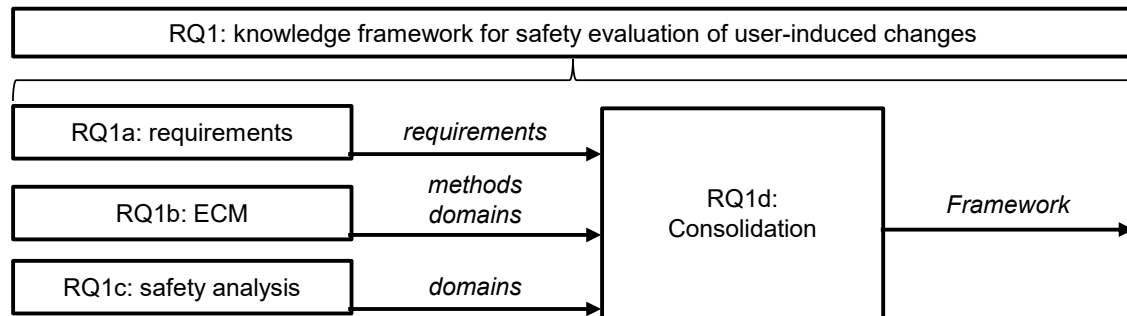 RQ1: knowledge framework for safety evaluation of user-induced changes
RQ1a: requirements
requirements
RQ1b: ECM
methods
domains
RQ1c: safety analysis
domains
RQ1d:
Consolidation
Framework